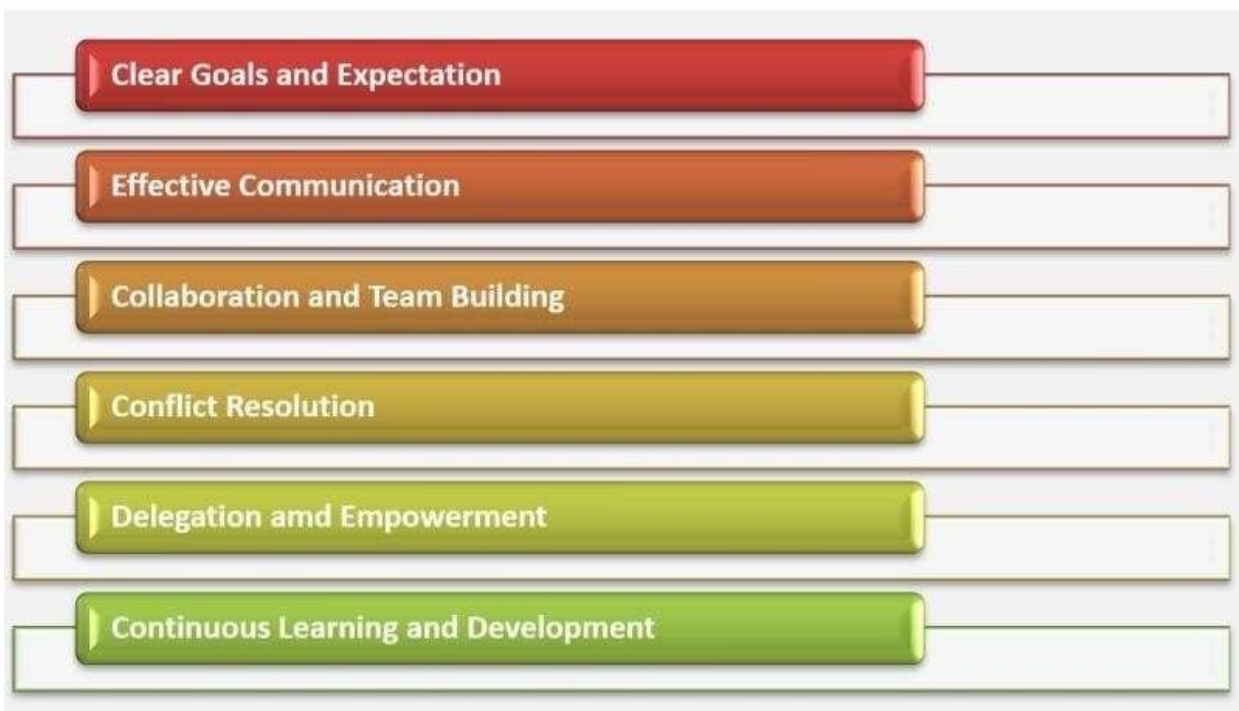 Clear Goals and Expectation
Effective Communication
Collaboration and Team Building
Conflict Resolution
Delegation amd Empowerment
Continuous Learning and Development